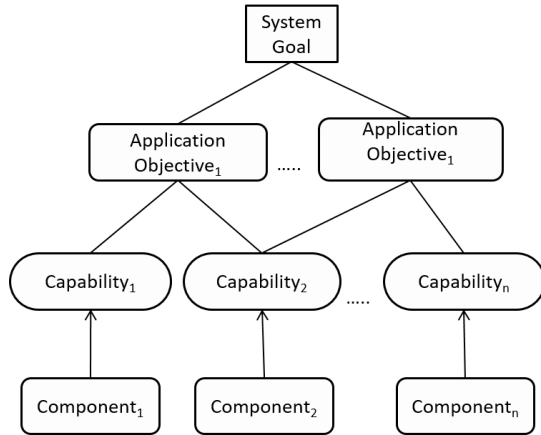 System
Goal
Application
Objective₁
.....
Application
Objective₁
Capability₁
Capability₂
.....
Capabilityₙ
Component₁
Component₂
Componentₙ